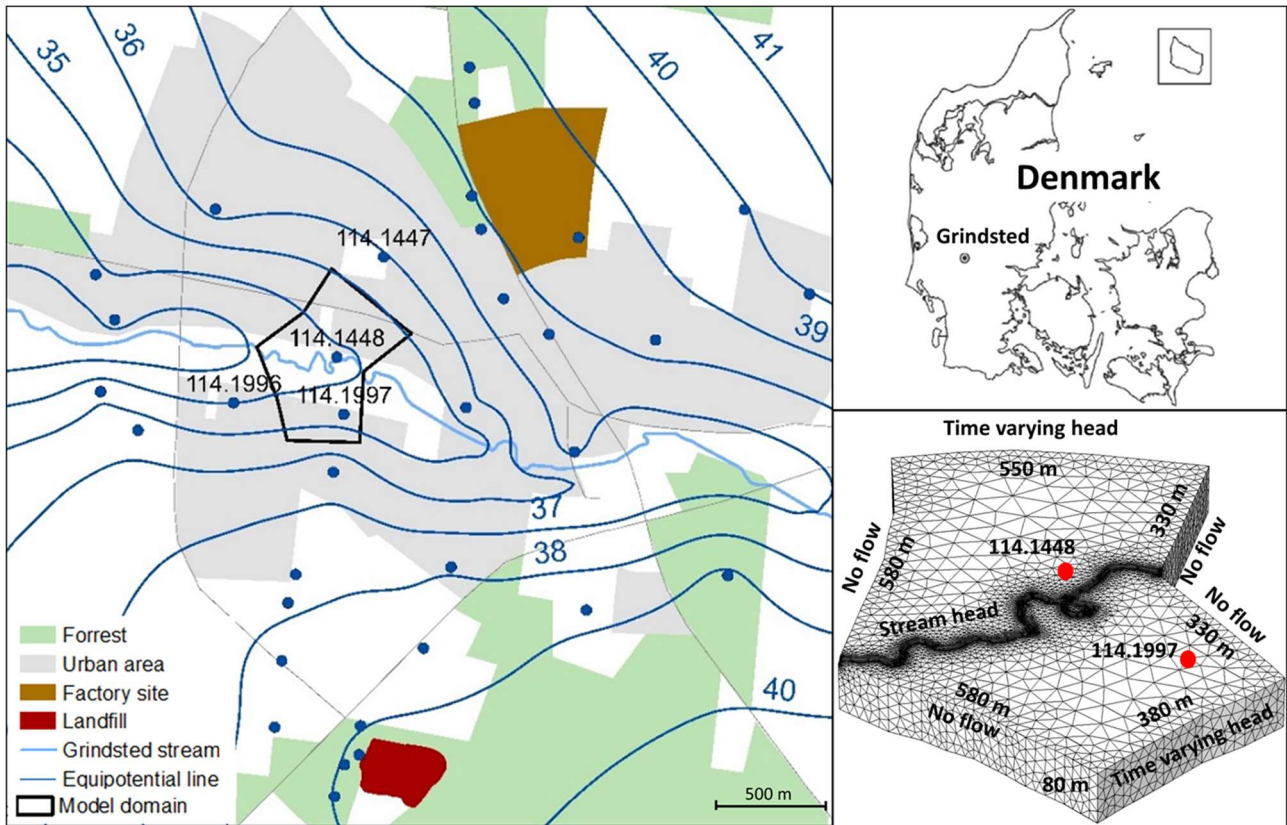 35
36
40
41
114.1447
39
114.1448
114.1996
114.1997
37
38
40
Forrest
Urban area
Factory site
Landfill
Grindsted stream
Equipotential line
Model domain
500 m
Denmark
Grindsted
Time varying head
550 m
330 m
No flow
580 m
114.1448
No flow
No flow
Stream head
330 m
114.1997
580 m
No flow
380 m
Time varying head
80 m